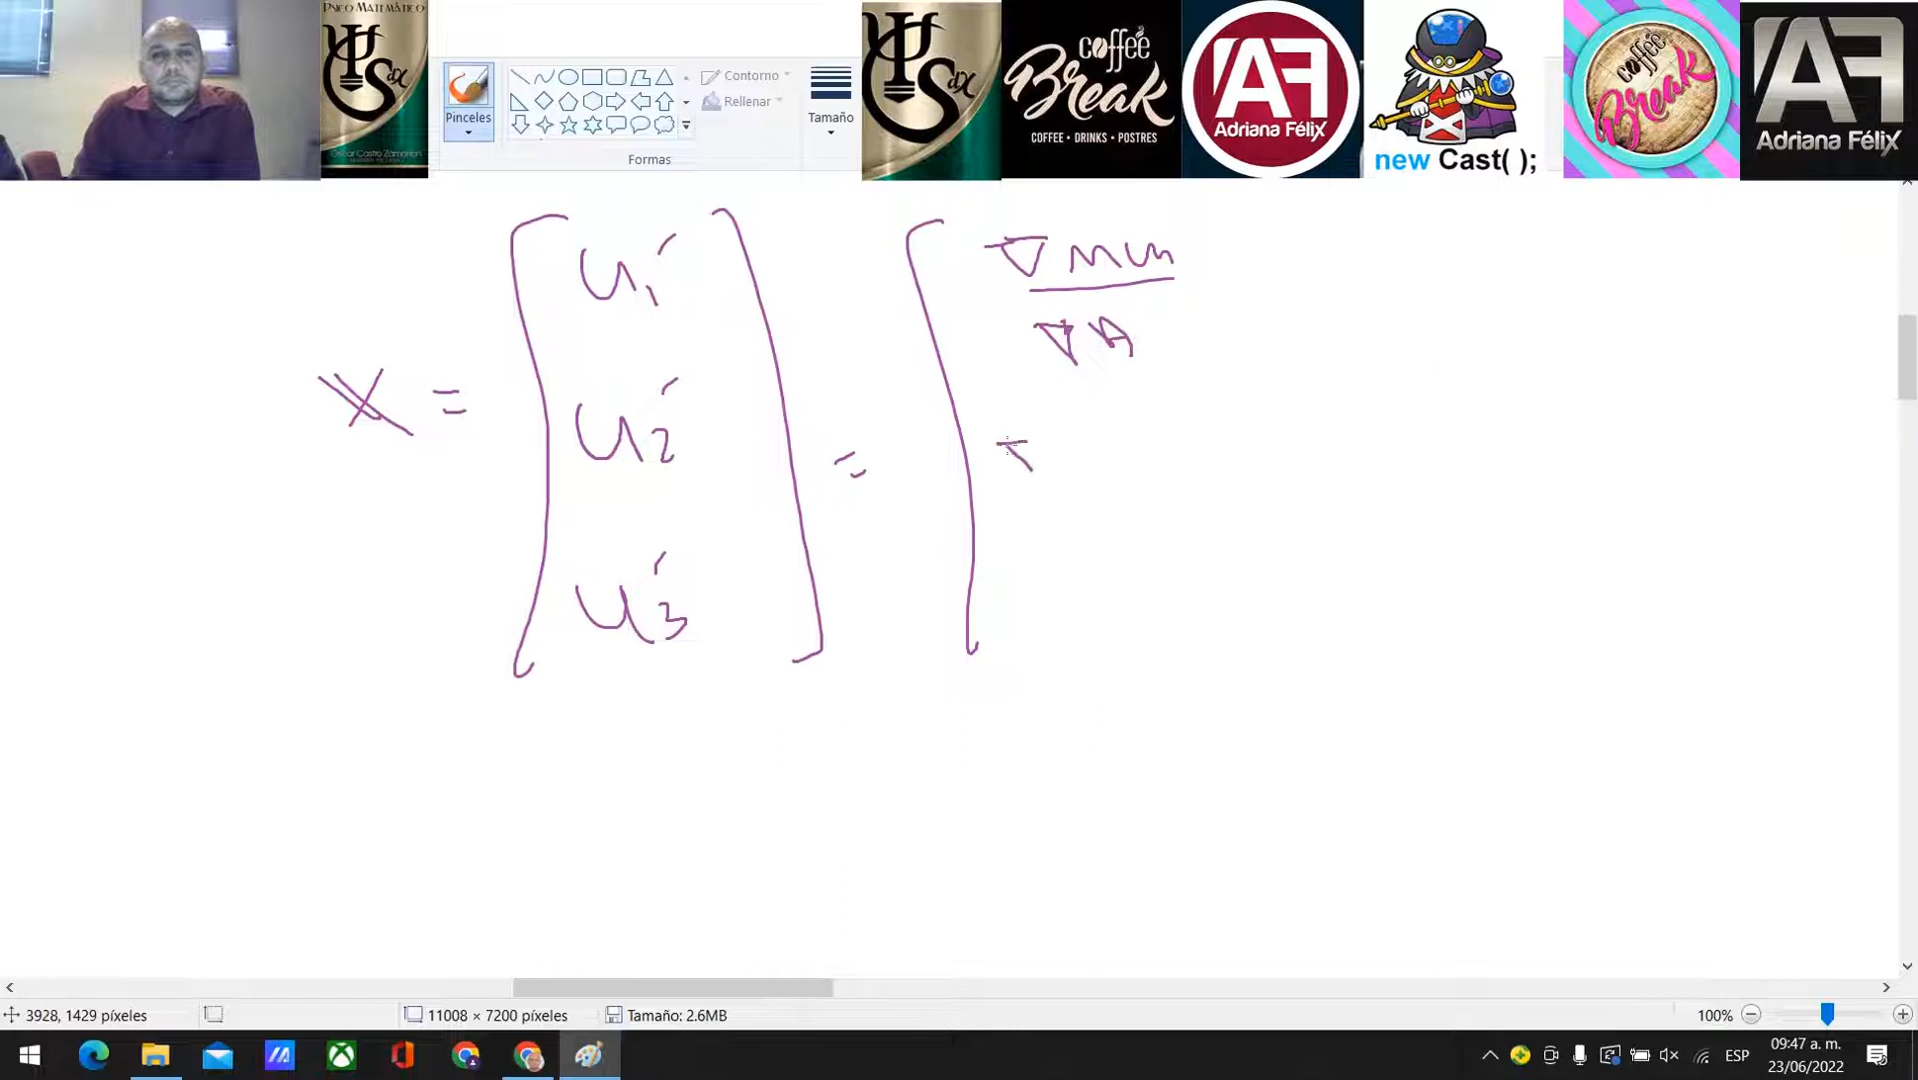 PSICO MATEMÁTICO
Oscar Castro Zamarron
Pinceles
Contorno
Rellenar
Formas
Tamaño
dx
coffee
Break
COFFEE • DRINKS • POSTRES
AF
Adriana FéliX
new Cast( );
coffee
Break
AF
Adriana FéliX
X = [ u₁′
u₂′
u₃′ ] = [
∇ A
3928, 1429 píxeles
11008 × 7200 píxeles
Tamaño: 2.6MB
100%
ESP
09:47 a. m.
23/06/2022